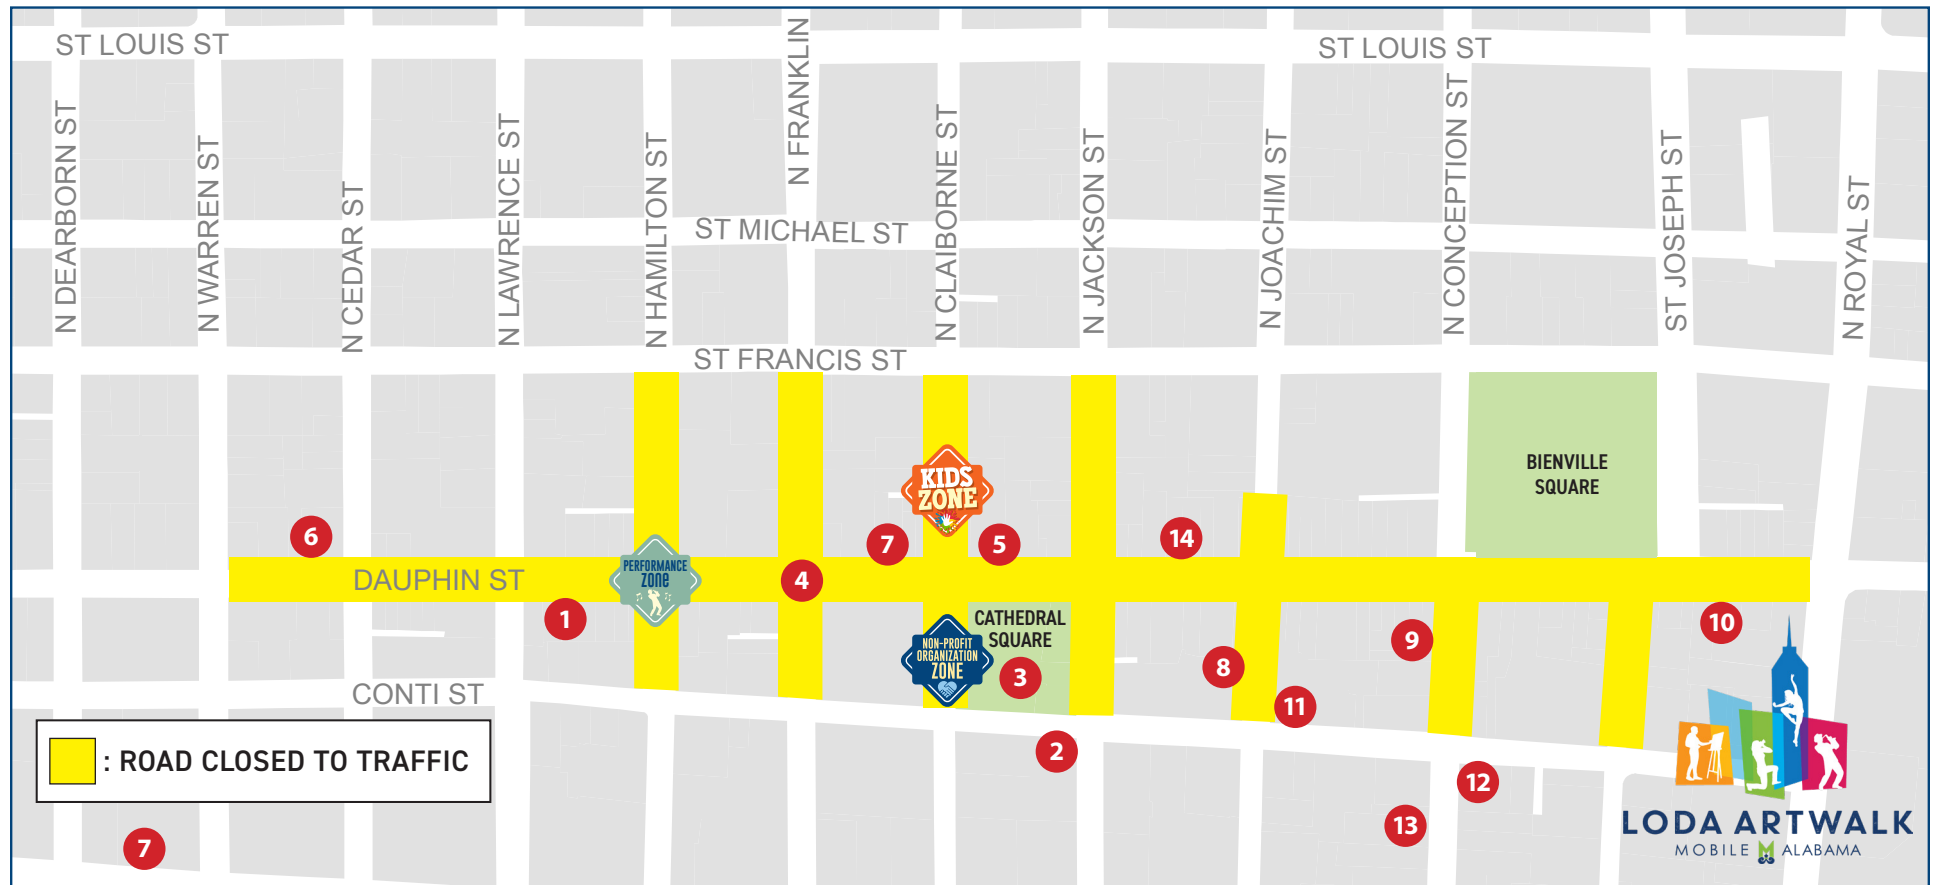 ST LOUIS ST
ST LOUIS ST
N DEARBORN ST
N WARREN ST
N CEDAR ST
N LAWRENCE ST
N HAMILTON ST
N FRANKLIN
N CLAIBORNE ST
N JACKSON ST
N JOACHIM ST
N CONCEPTION ST
ST JOSEPH ST
N ROYAL ST
ST MICHAEL ST
ST FRANCIS ST
BIENVILLE
SQUARE
KIDS
ZONE
6
7
5
14
DAUPHIN ST
PERFORMANCE
ZONE
4
1
CATHEDRAL
SQUARE
NON-PROFIT
ORGANIZATION
ZONE
3
8
9
10
11
CONTI ST
2
12
13
7
: ROAD CLOSED TO TRAFFIC
LODA ARTWALK
MOBILE M ALABAMA